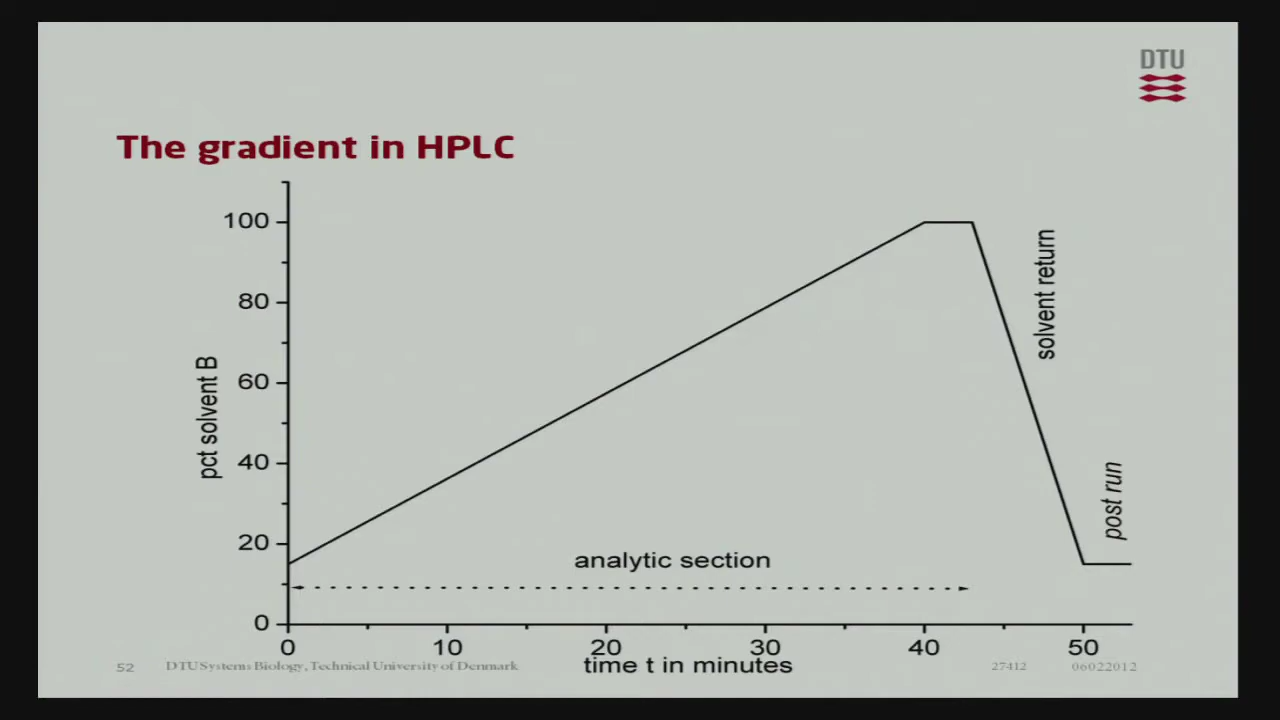 DTU
The gradient in HPLC
100
80
60
40
20
0
pct solvent B
solvent return
post run
analytic section
0 10 20 30 40 50
time t in minutes
52 DTU Systems Biology, Technical University of Denmark 27412 06022012